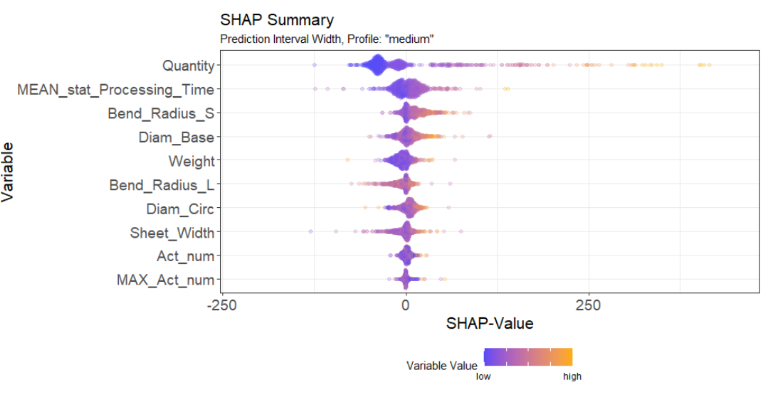 SHAP Summary
Prediction Interval Width, Profile: "medium"
Variable
Quantity
MEAN_stat_Processing_Time
Bend_Radius_S
Diam_Base
Weight
Bend_Radius_L
Diam_Circ
Sheet_Width
Act_num
MAX_Act_num
-250 0 250
SHAP-Value
Variable Value
low high